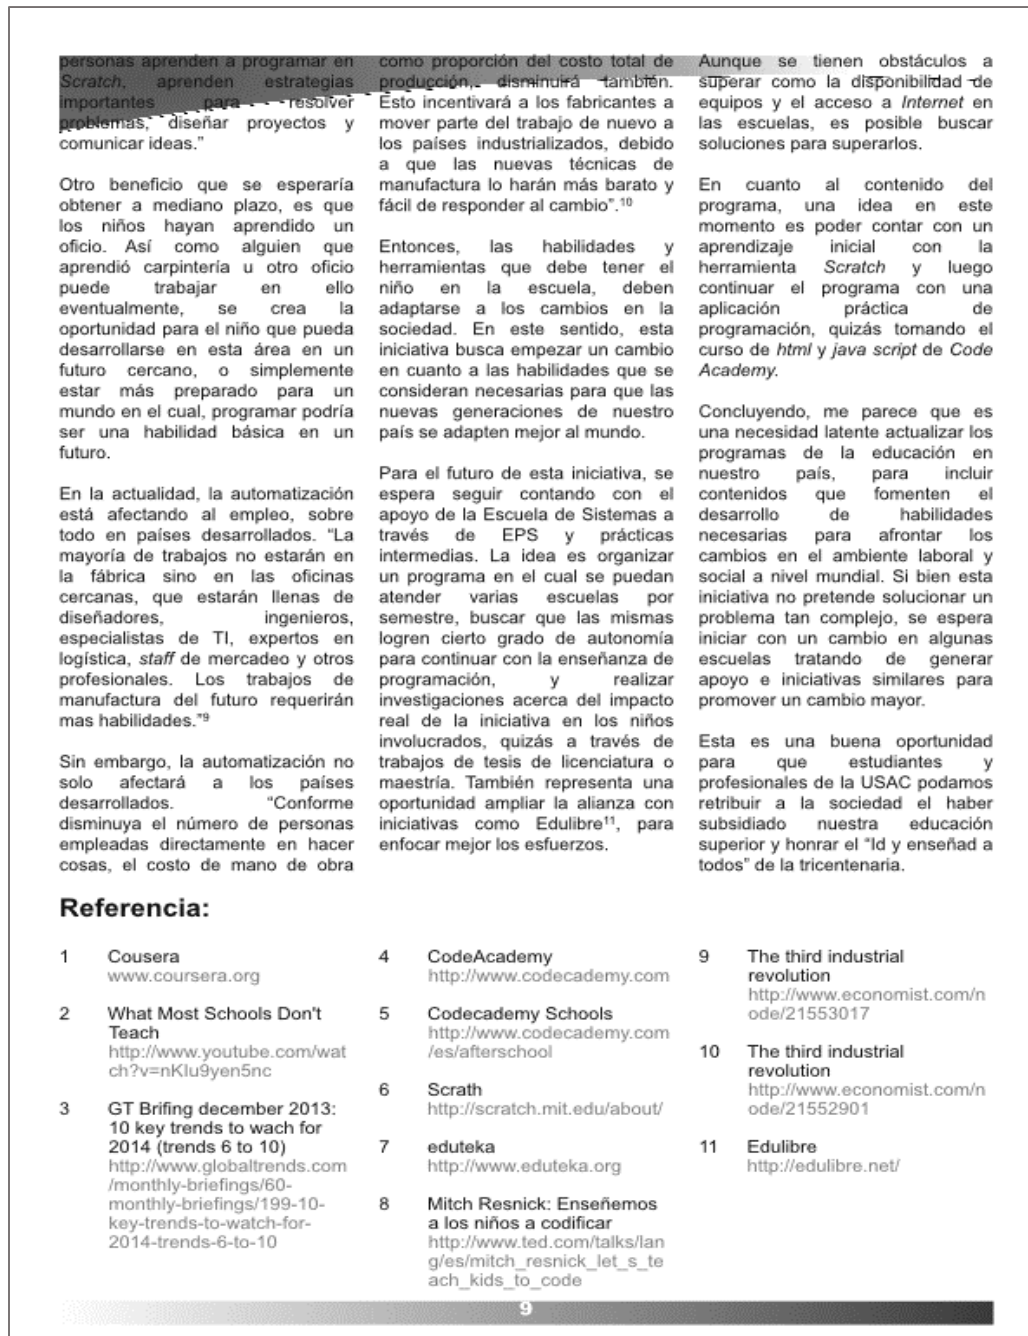 personas aprenden a programar en
Scratch, aprenden estrategias
importantes para resolver
problemas, diseñar proyectos y
comunicar ideas.”
Otro beneficio que se esperaría
obtener a mediano plazo, es que
los niños hayan aprendido un
oficio. Así como alguien que
aprendió carpintería u otro oficio
puede trabajar en ello
eventualmente, se crea la
oportunidad para el niño que pueda
desarrollarse en esta área en un
futuro cercano, o simplemente
estar más preparado para un
mundo en el cual, programar podría
ser una habilidad básica en un
futuro.
En la actualidad, la automatización
está afectando al empleo, sobre
todo en países desarrollados. “La
mayoría de trabajos no estarán en
la fábrica sino en las oficinas
cercanas, que estarán llenas de
diseñadores, ingenieros,
especialistas de TI, expertos en
logística, staff de mercadeo y otros
profesionales. Los trabajos de
manufactura del futuro requerirán
mas habilidades.”9
Sin embargo, la automatización no
solo afectará a los países
desarrollados. “Conforme
disminuya el número de personas
empleadas directamente en hacer
cosas, el costo de mano de obra
como proporción del costo total de
producción, disminuirá también.
Esto incentivará a los fabricantes a
mover parte del trabajo de nuevo a
los países industrializados, debido
a que las nuevas técnicas de
manufactura lo harán más barato y
fácil de responder al cambio”.10
Entonces, las habilidades y
herramientas que debe tener el
niño en la escuela, deben
adaptarse a los cambios en la
sociedad. En este sentido, esta
iniciativa busca empezar un cambio
en cuanto a las habilidades que se
consideran necesarias para que las
nuevas generaciones de nuestro
país se adapten mejor al mundo.
Para el futuro de esta iniciativa, se
espera seguir contando con el
apoyo de la Escuela de Sistemas a
través de EPS y prácticas
intermedias. La idea es organizar
un programa en el cual se puedan
atender varias escuelas por
semestre, buscar que las mismas
logren cierto grado de autonomía
para continuar con la enseñanza de
programación, y realizar
investigaciones acerca del impacto
real de la iniciativa en los niños
involucrados, quizás a través de
trabajos de tesis de licenciatura o
maestría. También representa una
oportunidad ampliar la alianza con
iniciativas como Edulibre11, para
enfocar mejor los esfuerzos.
Aunque se tienen obstáculos a
superar como la disponibilidad de
equipos y el acceso a Internet en
las escuelas, es posible buscar
soluciones para superarlos.
En cuanto al contenido del
programa, una idea en este
momento es poder contar con un
aprendizaje inicial con la
herramienta Scratch y luego
continuar el programa con una
aplicación práctica de
programación, quizás tomando el
curso de html y java script de Code
Academy.
Concluyendo, me parece que es
una necesidad latente actualizar los
programas de la educación en
nuestro país, para incluir
contenidos que fomenten el
desarrollo de habilidades
necesarias para afrontar los
cambios en el ambiente laboral y
social a nivel mundial. Si bien esta
iniciativa no pretende solucionar un
problema tan complejo, se espera
iniciar con un cambio en algunas
escuelas tratando de generar
apoyo e iniciativas similares para
promover un cambio mayor.
Esta es una buena oportunidad
para que estudiantes y
profesionales de la USAC podamos
retribuir a la sociedad el haber
subsidiado nuestra educación
superior y honrar el “Id y enseñad a
todos” de la tricentenaria.
Referencia:
1 Cousera
www.coursera.org
2 What Most Schools Don't
Teach
http://www.youtube.com/wat
ch?v=nKIu9yen5nc
3 GT Brifing december 2013:
10 key trends to wach for
2014 (trends 6 to 10)
http://www.globaltrends.com
/monthly-briefings/60-
monthly-briefings/199-10-
key-trends-to-watch-for-
2014-trends-6-to-10
4 CodeAcademy
http://www.codecademy.com
5 Codecademy Schools
http://www.codecademy.com
/es/afterschool
6 Scrath
http://scratch.mit.edu/about/
7 eduteka
http://www.eduteka.org
8 Mitch Resnick: Enseñemos
a los niños a codificar
http://www.ted.com/talks/lan
g/es/mitch_resnick_let_s_te
ach_kids_to_code
9 The third industrial
revolution
http://www.economist.com/n
ode/21553017
10 The third industrial
revolution
http://www.economist.com/n
ode/21552901
11 Edulibre
http://edulibre.net/
9